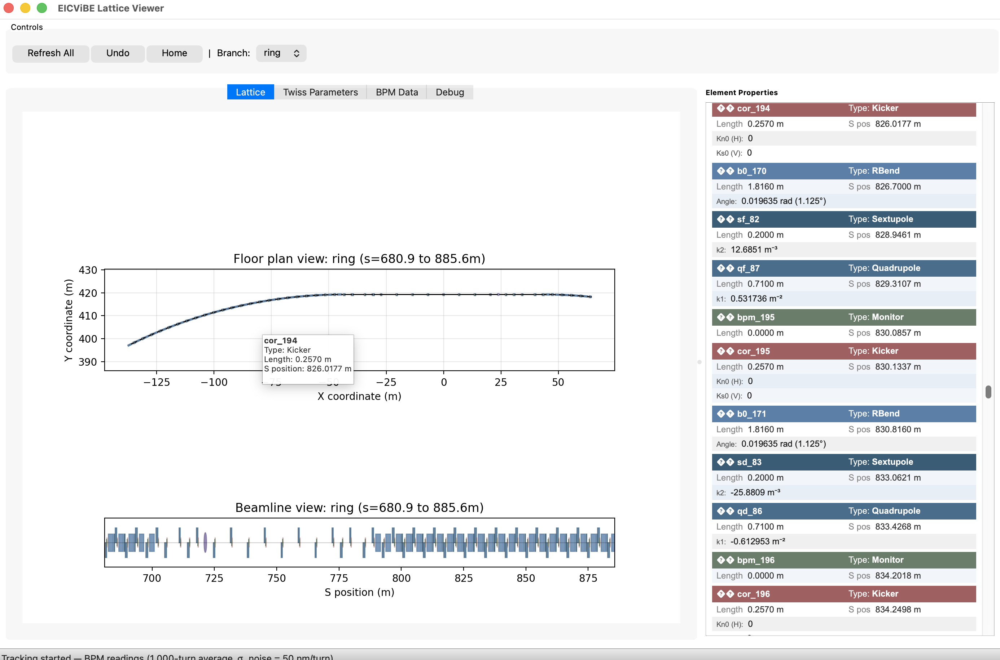 EICViBE Lattice Viewer
Controls
Refresh All Undo Home | Branch: ring
Lattice Twiss Parameters BPM Data Debug
Floor plan view: ring (s=680.9 to 885.6m)
430
420
410
400
390
Y coordinate (m)
cor_194
Type: Kicker
Length: 0.2570 m
S position: 826.0177 m
−125 −100 −75 −50 −25 0 25 50
X coordinate (m)
Beamline view: ring (s=680.9 to 885.6m)
700 725 750 775 800 825 850 875
S position (m)
Element Properties
cor_194 Type: Kicker
Length 0.2570 m S pos 826.0177 m
Kn0 (H): 0
Ks0 (V): 0
b0_170 Type: RBend
Length 1.8160 m S pos 826.7000 m
Angle: 0.019635 rad (1.125°)
sf_82 Type: Sextupole
Length 0.2000 m S pos 828.9461 m
k2: 12.6851 m⁻³
qf_87 Type: Quadrupole
Length 0.7100 m S pos 829.3107 m
k1: 0.531736 m⁻²
bpm_195 Type: Monitor
Length 0.0000 m S pos 830.0857 m
cor_195 Type: Kicker
Length 0.2570 m S pos 830.1337 m
Kn0 (H): 0
Ks0 (V): 0
b0_171 Type: RBend
Length 1.8160 m S pos 830.8160 m
Angle: 0.019635 rad (1.125°)
sd_83 Type: Sextupole
Length 0.2000 m S pos 833.0621 m
k2: -25.8809 m⁻³
qd_86 Type: Quadrupole
Length 0.7100 m S pos 833.4268 m
k1: -0.612953 m⁻²
bpm_196 Type: Monitor
Length 0.0000 m S pos 834.2018 m
cor_196 Type: Kicker
Length 0.2570 m S pos 834.2498 m
Kn0 (H): 0
Tracking started — BPM readings (1,000-turn average, σ_noise = 50 nm/turn)